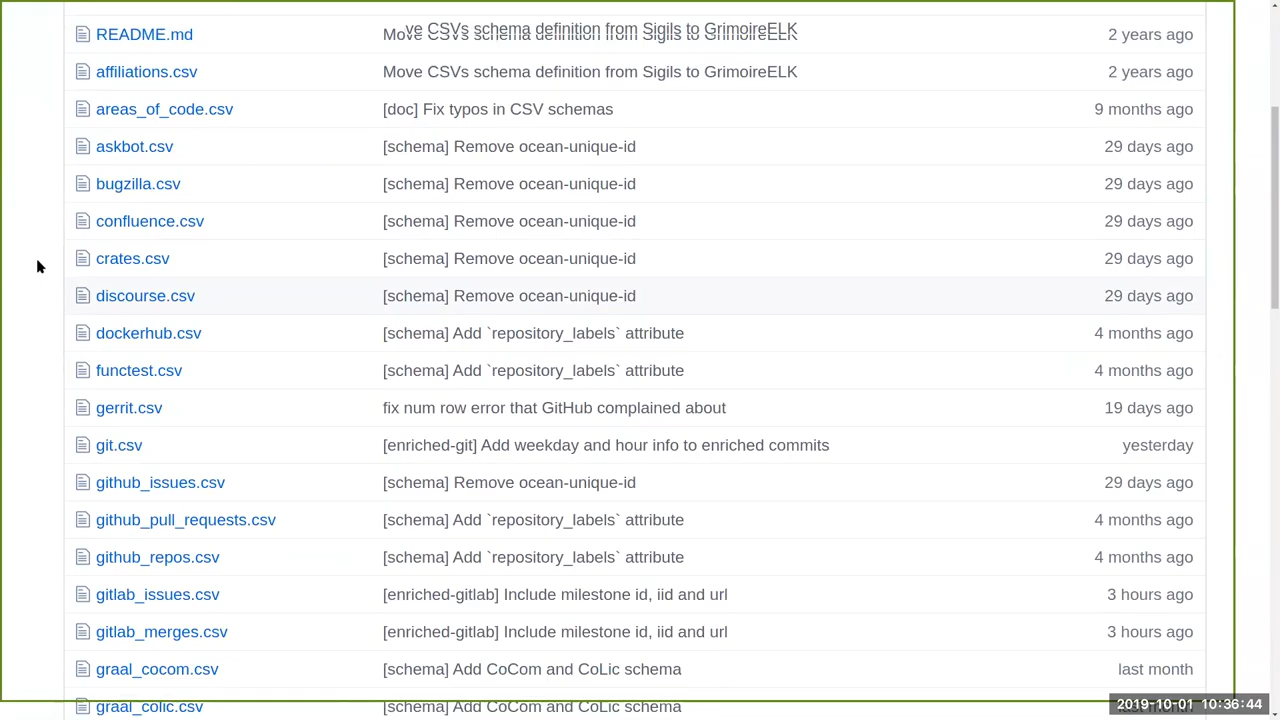 README.md Move CSVs schema definition from Sigils to GrimoireELK 2 years ago
affiliations.csv Move CSVs schema definition from Sigils to GrimoireELK 2 years ago
areas_of_code.csv [doc] Fix typos in CSV schemas 9 months ago
askbot.csv [schema] Remove ocean-unique-id 29 days ago
bugzilla.csv [schema] Remove ocean-unique-id 29 days ago
confluence.csv [schema] Remove ocean-unique-id 29 days ago
crates.csv [schema] Remove ocean-unique-id 29 days ago
discourse.csv [schema] Remove ocean-unique-id 29 days ago
dockerhub.csv [schema] Add `repository_labels` attribute 4 months ago
functest.csv [schema] Add `repository_labels` attribute 4 months ago
gerrit.csv fix num row error that GitHub complained about 19 days ago
git.csv [enriched-git] Add weekday and hour info to enriched commits yesterday
github_issues.csv [schema] Remove ocean-unique-id 29 days ago
github_pull_requests.csv [schema] Add `repository_labels` attribute 4 months ago
github_repos.csv [schema] Add `repository_labels` attribute 4 months ago
gitlab_issues.csv [enriched-gitlab] Include milestone id, iid and url 3 hours ago
gitlab_merges.csv [enriched-gitlab] Include milestone id, iid and url 3 hours ago
graal_cocom.csv [schema] Add CoCom and CoLic schema last month
graal_colic.csv [schema] Add CoCom and CoLic schema
2019-10-01 10:36:44